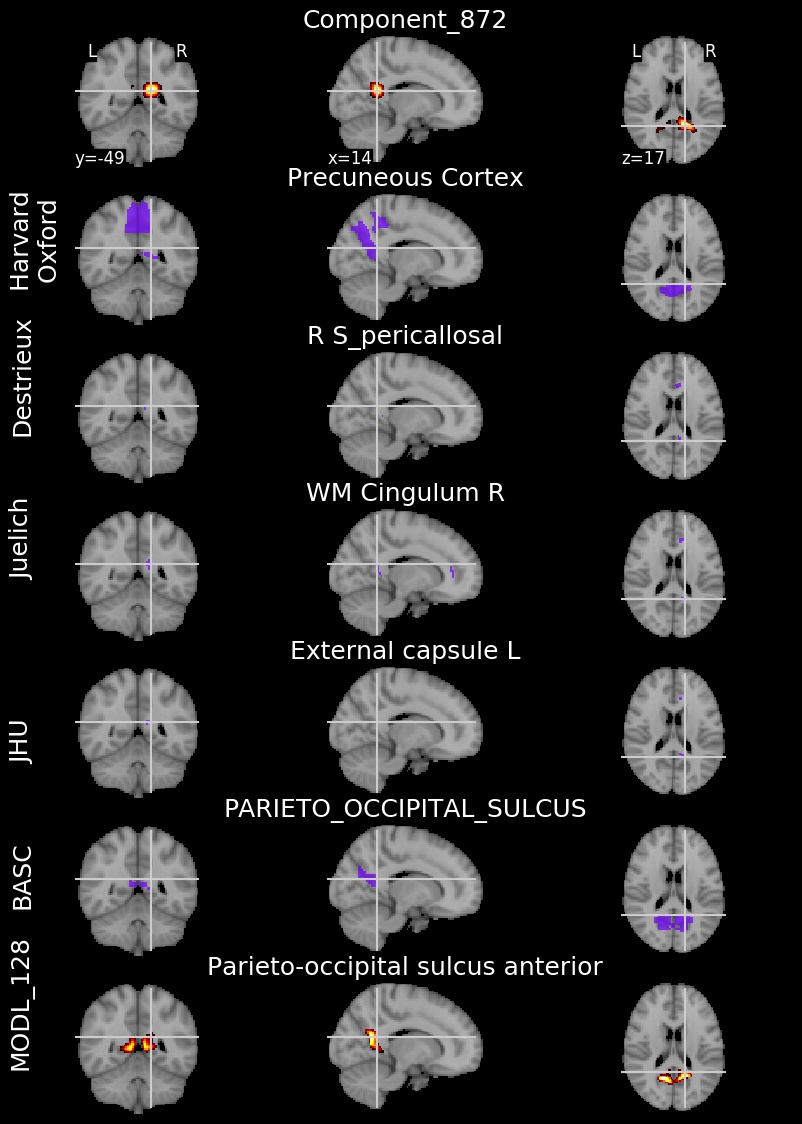 Component_872
L R
L R
y=-49
x=14
z=17
Precuneous Cortex
Harvard
Oxford
R S_pericallosal
Destrieux
WM Cingulum R
Juelich
External capsule L
JHU
PARIETO_OCCIPITAL_SULCUS
BASC
Parieto-occipital sulcus anterior
MODL_128